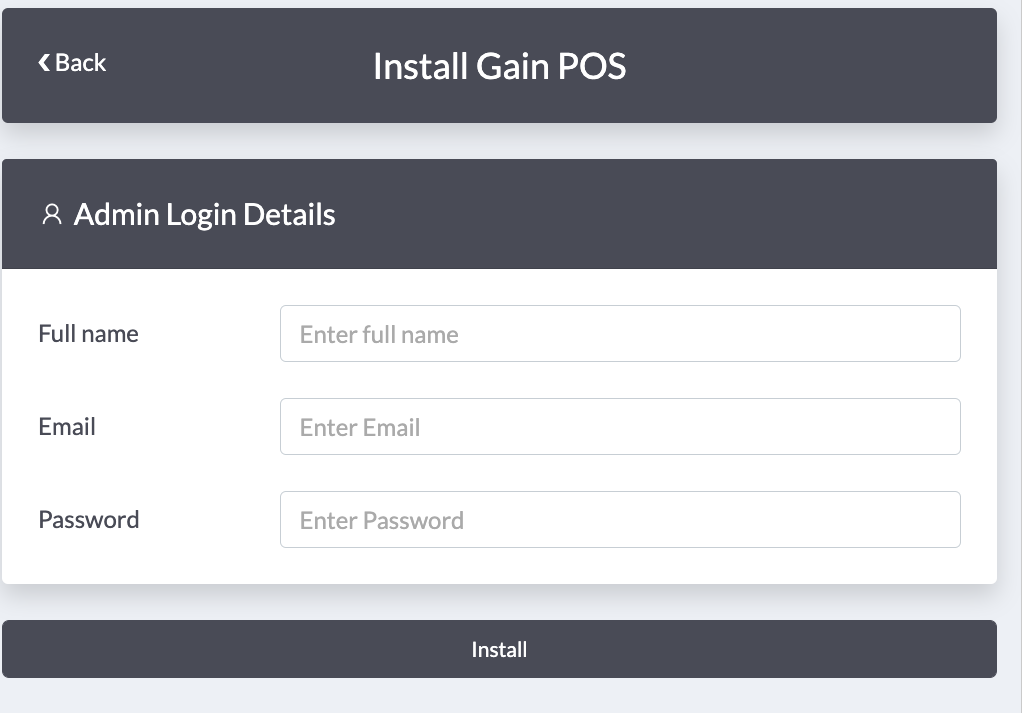 Back
Install Gain POS
Admin Login Details
Full name
Enter full name
Email
Enter Email
Password
Enter Password
Install